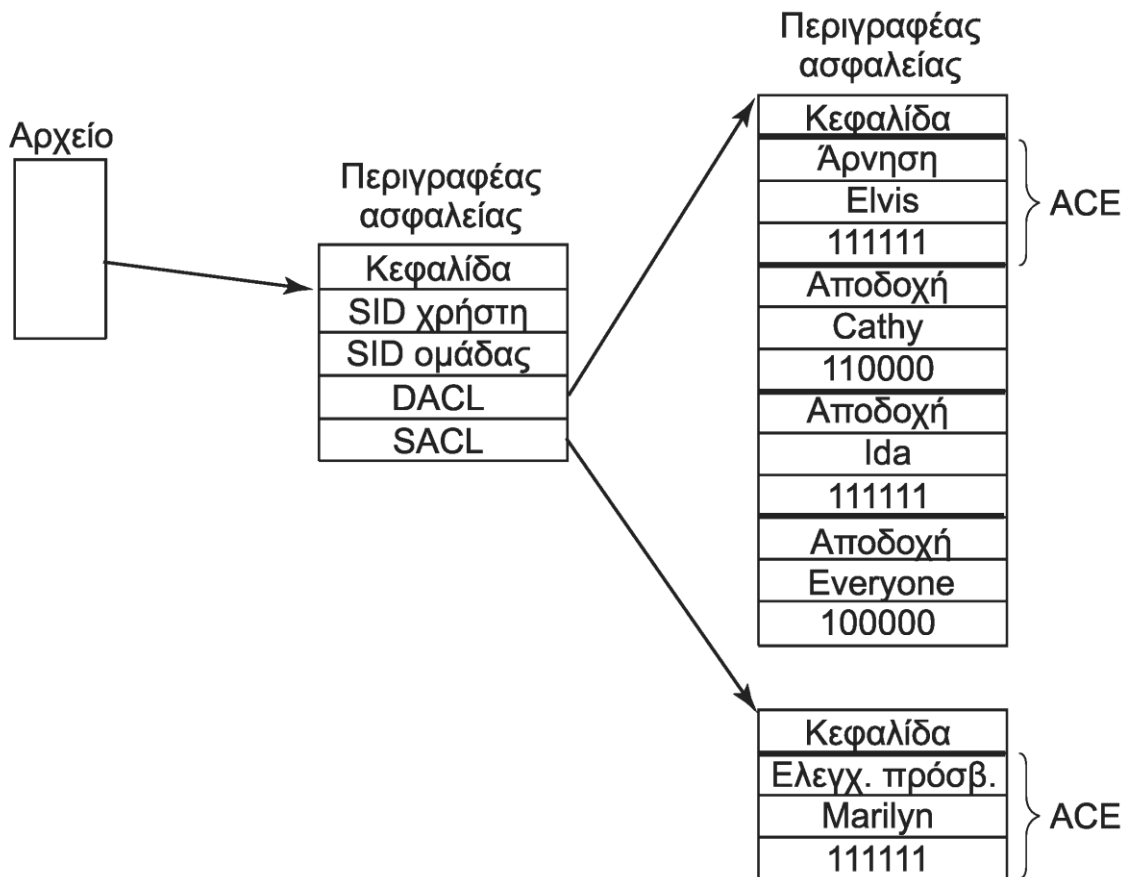 Αρχείο
Περιγραφέας
ασφαλείας
Κεφαλίδα
SID χρήστη
SID ομάδας
DACL
SACL
Περιγραφέας
ασφαλείας
Κεφαλίδα
Άρνηση
Elvis
111111
ACE
Αποδοχή
Cathy
110000
Αποδοχή
Ida
111111
Αποδοχή
Everyone
100000
Κεφαλίδα
Ελεγχ. πρόσβ.
Marilyn
111111
ACE